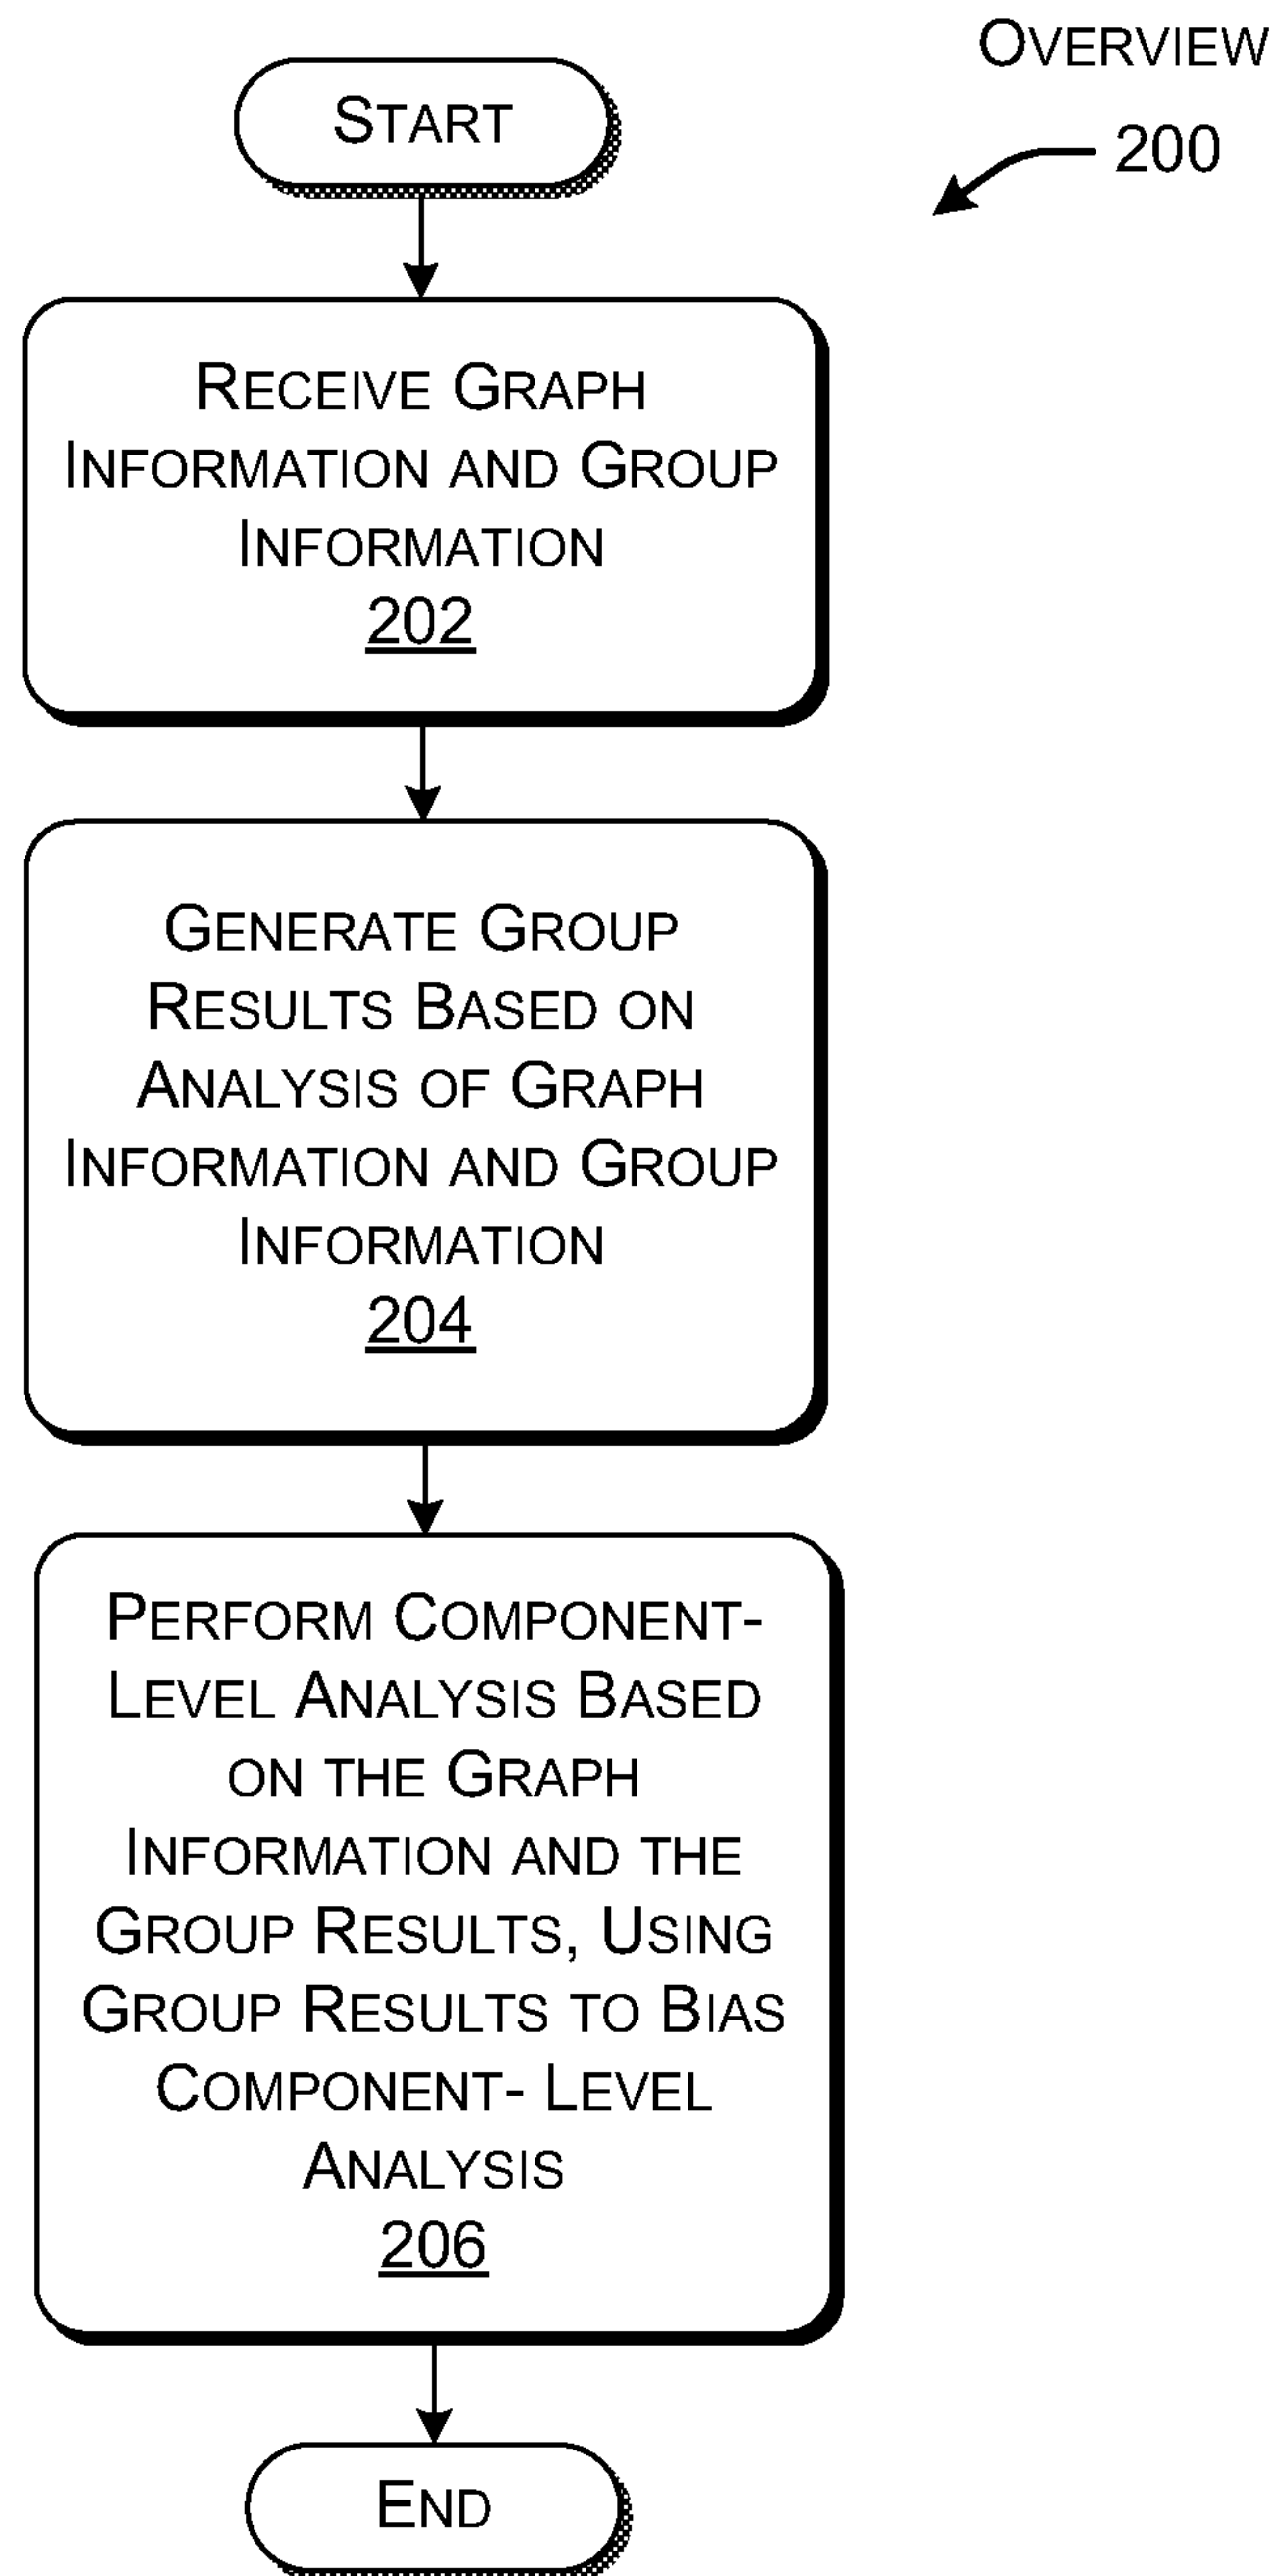 OVERVIEW
START
200
RECEIVE GRAPH
INFORMATION AND GROUP
INFORMATION
202
GENERATE GROUP
RESULTS BASED ON
ANALYSIS OF GRAPH
INFORMATION AND GROUP
INFORMATION
204
PERFORM COMPONENT-
LEVEL ANALYSIS BASED
ON THE GRAPH
INFORMATION AND THE
GROUP RESULTS, USING
GROUP RESULTS TO BIAS
COMPONENT- LEVEL
ANALYSIS
206
END